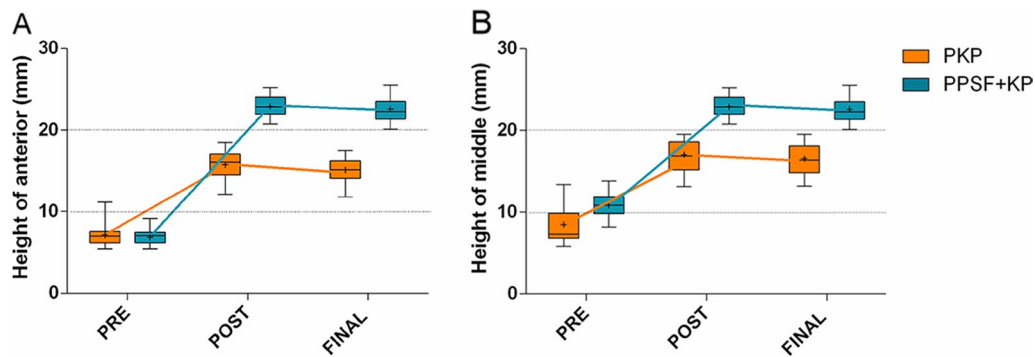 A
Height of anterior (mm)
30
20
10
0
PRE
POST
FINAL
B
Height of middle (mm)
30
20
10
0
PRE
POST
FINAL
PKP
PPSF+KP